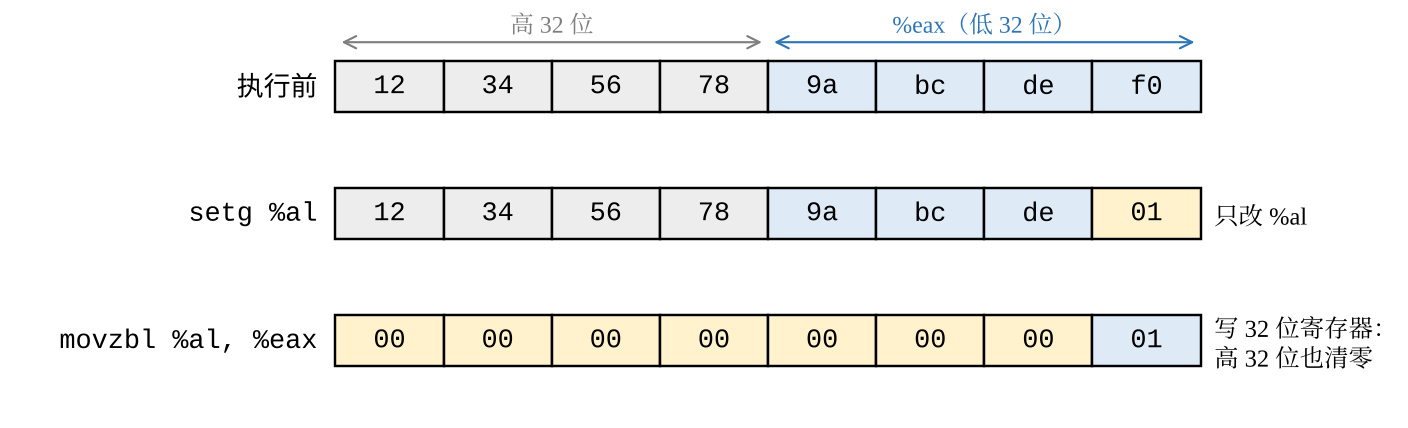 高 32 位
%eax（低 32 位）
执行前 12 34 56 78 9a bc de f0
setg %al 12 34 56 78 9a bc de 01 只改 %al
movzbl %al, %eax 00 00 00 00 00 00 00 01
写 32 位寄存器：
高 32 位也清零